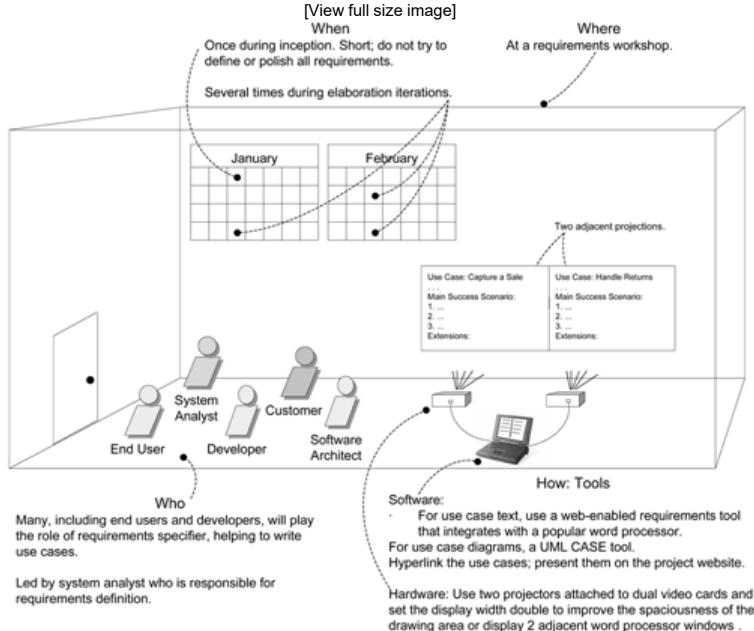 [View full size image]
When
Once during inception. Short; do not try to
define or polish all requirements.
Several times during elaboration iterations.
Where
At a requirements workshop.
January
February
Two adjacent projections.
Use Case: Capture a Sale
. . .
Main Success Scenario:
1. ...
2. ...
3. ...
Extensions:
Use Case: Handle Returns
. . .
Main Success Scenario:
1. ...
2. ...
3. ...
Extensions:
System
Analyst
Customer
End User
Developer
Software
Architect
Who
Many, including end users and developers, will play
the role of requirements specifier, helping to write
use cases.
Led by system analyst who is responsible for
requirements definition.
How: Tools
Software:
· For use case text, use a web-enabled requirements tool
that integrates with a popular word processor.
For use case diagrams, a UML CASE tool.
Hyperlink the use cases; present them on the project website.
Hardware: Use two projectors attached to dual video cards and
set the display width double to improve the spaciousness of the
drawing area or display 2 adjacent word processor windows .